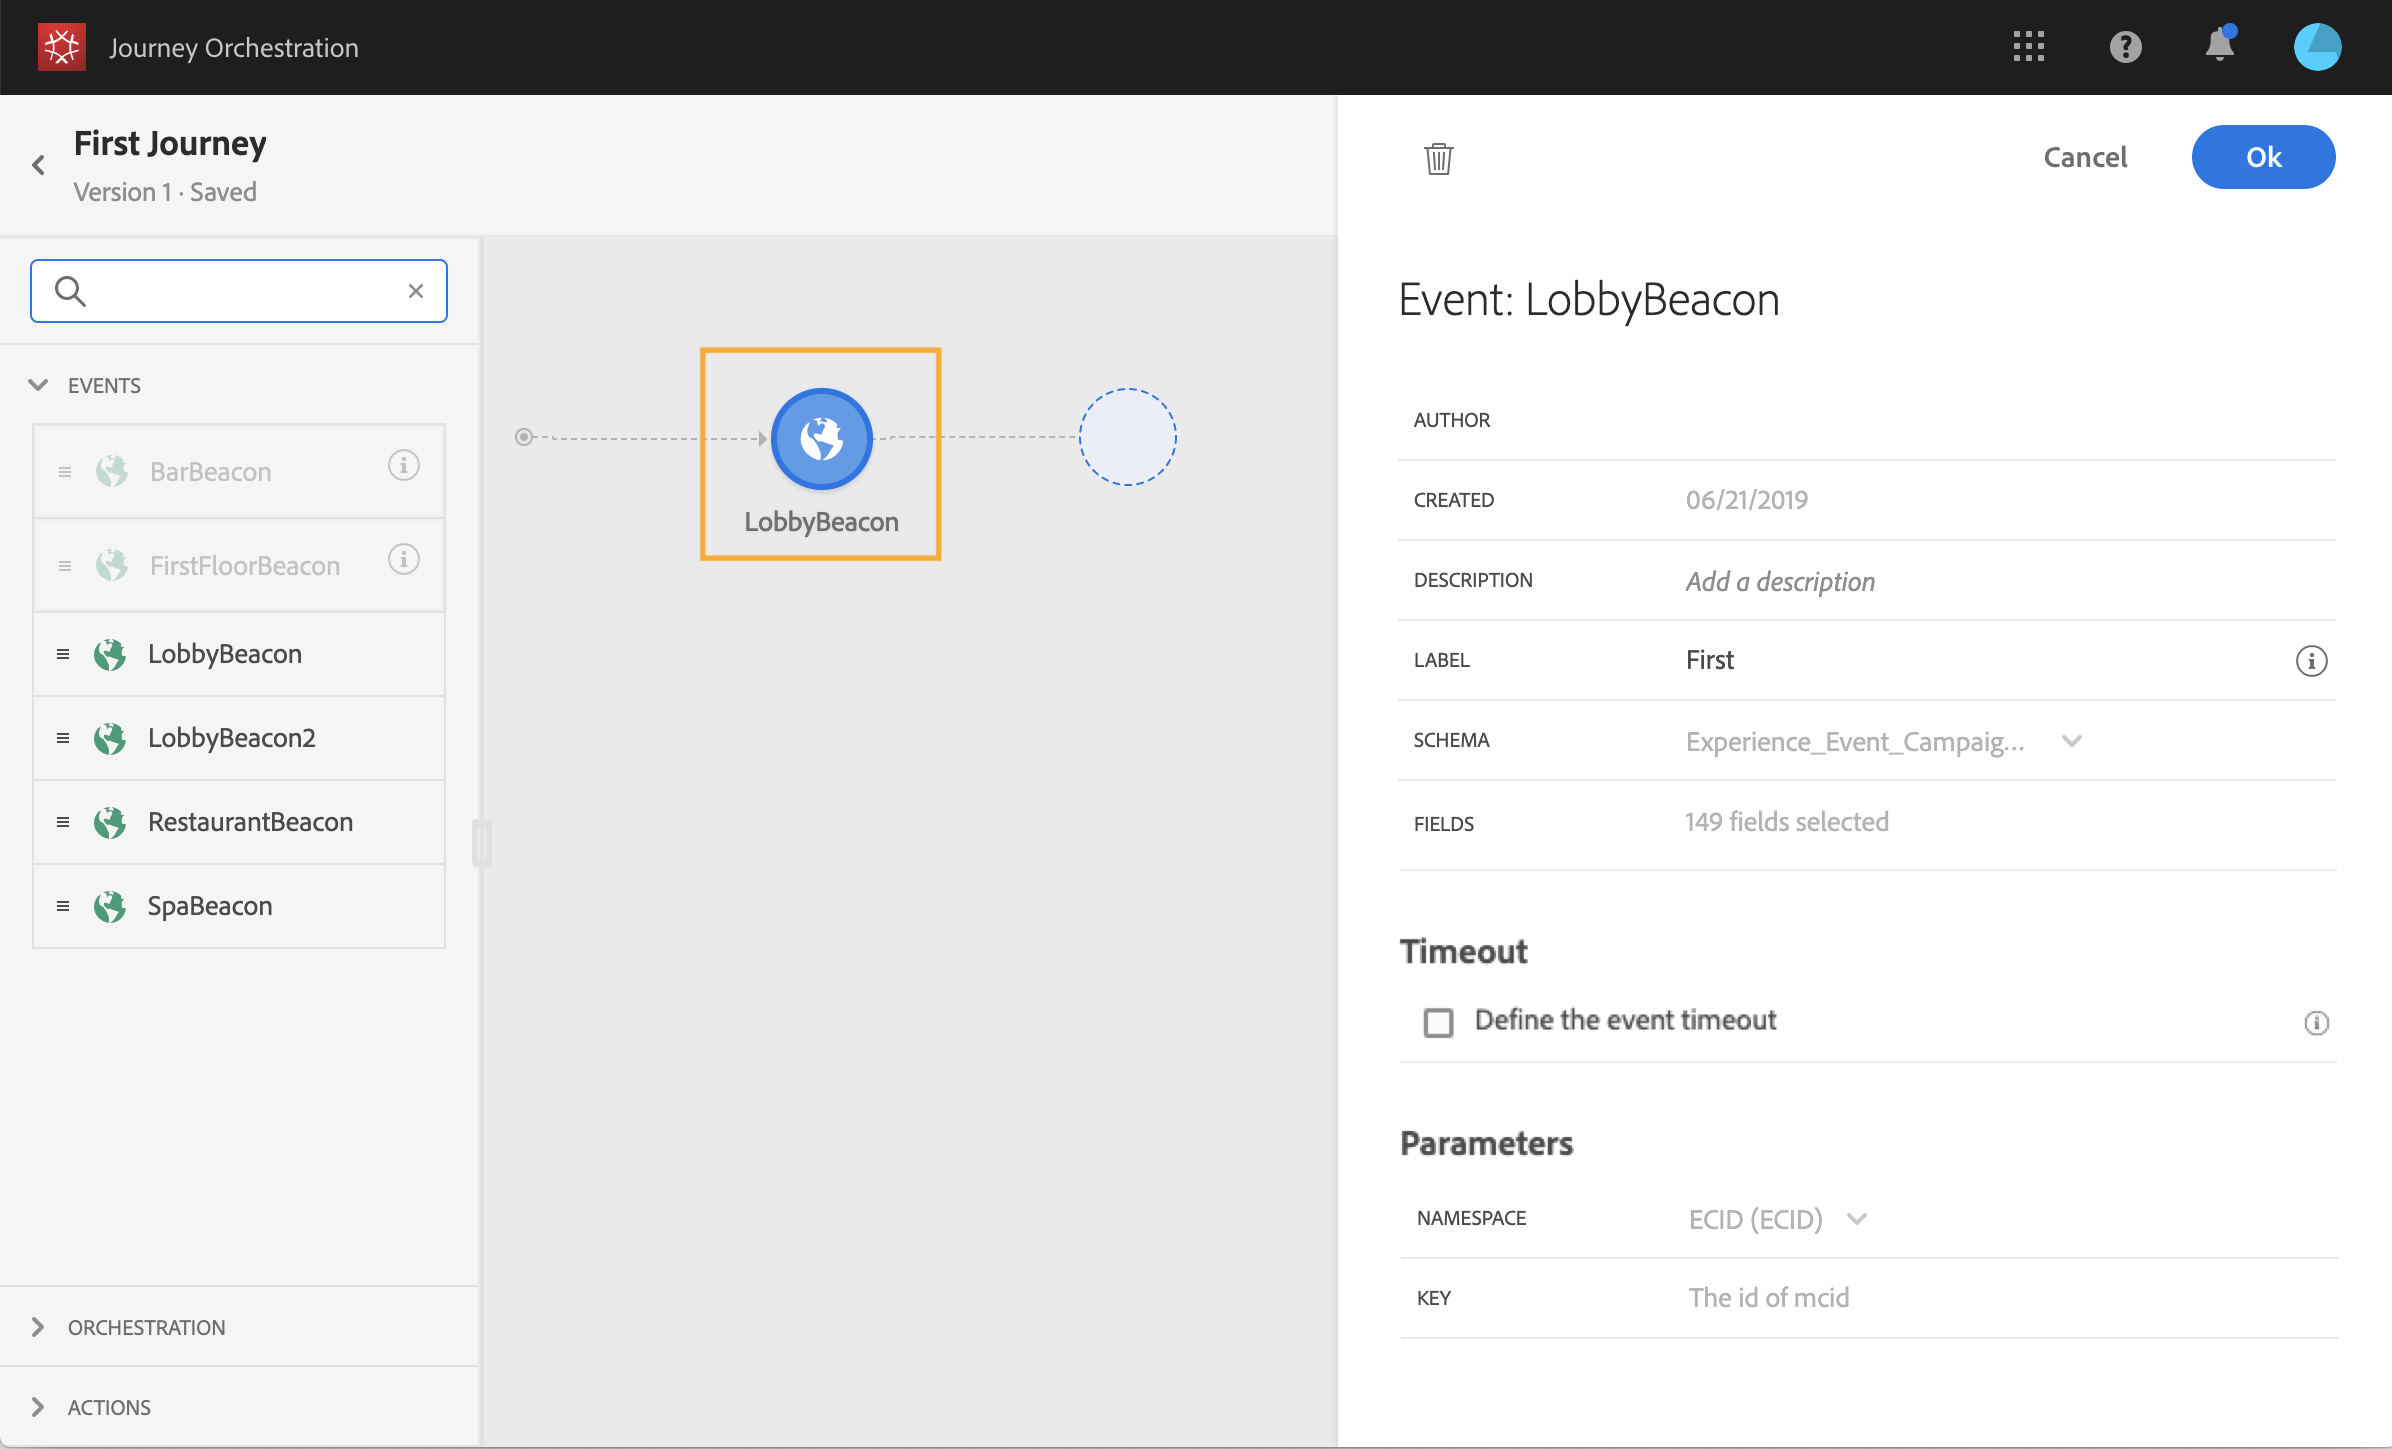 Journey Orchestration
First Journey
Version 1 · Saved
Cancel
Ok
EVENTS
BarBeacon
FirstFloorBeacon
LobbyBeacon
LobbyBeacon2
RestaurantBeacon
SpaBeacon
ORCHESTRATION
ACTIONS
LobbyBeacon
Event: LobbyBeacon
AUTHOR
CREATED 06/21/2019
DESCRIPTION Add a description
LABEL First
SCHEMA Experience_Event_Campaig...
FIELDS 149 fields selected
Timeout
Define the event timeout
Parameters
NAMESPACE ECID (ECID)
KEY The id of mcid